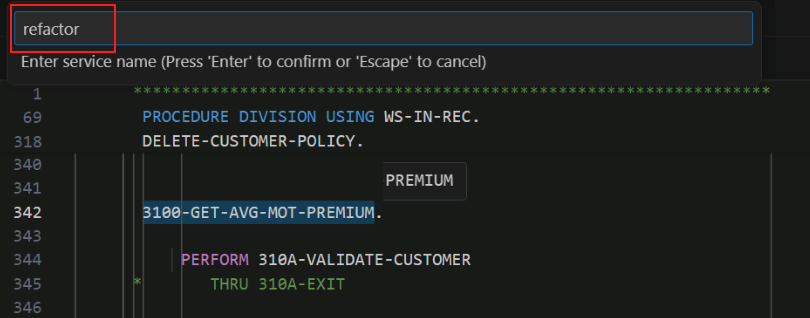 refactor
Enter service name (Press 'Enter' to confirm or 'Escape' to cancel)
1 ******************************************************************
69 PROCEDURE DIVISION USING WS-IN-REC.
318 DELETE-CUSTOMER-POLICY.
340
341 PREMIUM
342 3100-GET-AVG-MOT-PREMIUM.
343
344 PERFORM 310A-VALIDATE-CUSTOMER
345 * THRU 310A-EXIT
346